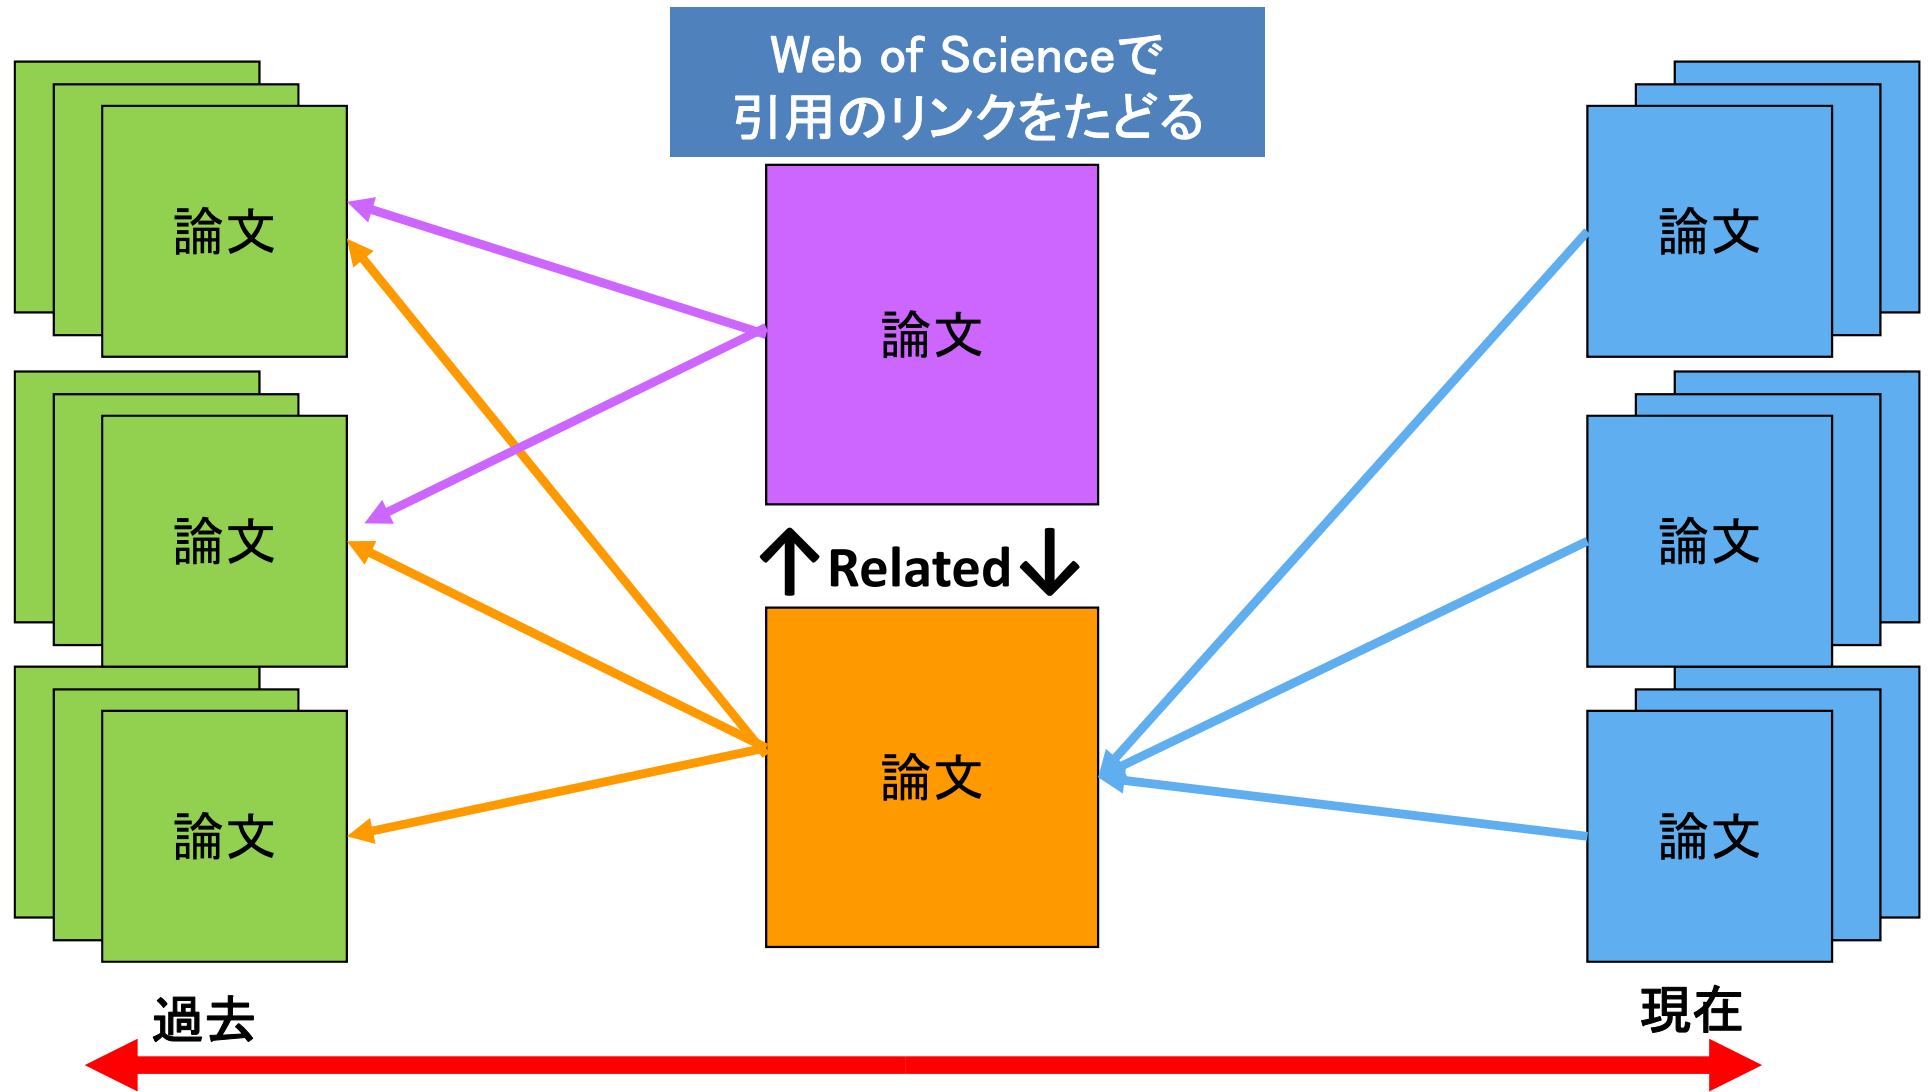 Web of Scienceで
引用のリンクをたどる
論文
論文
論文
論文
論文
↑Related↓
論文
論文
論文
過去
現在